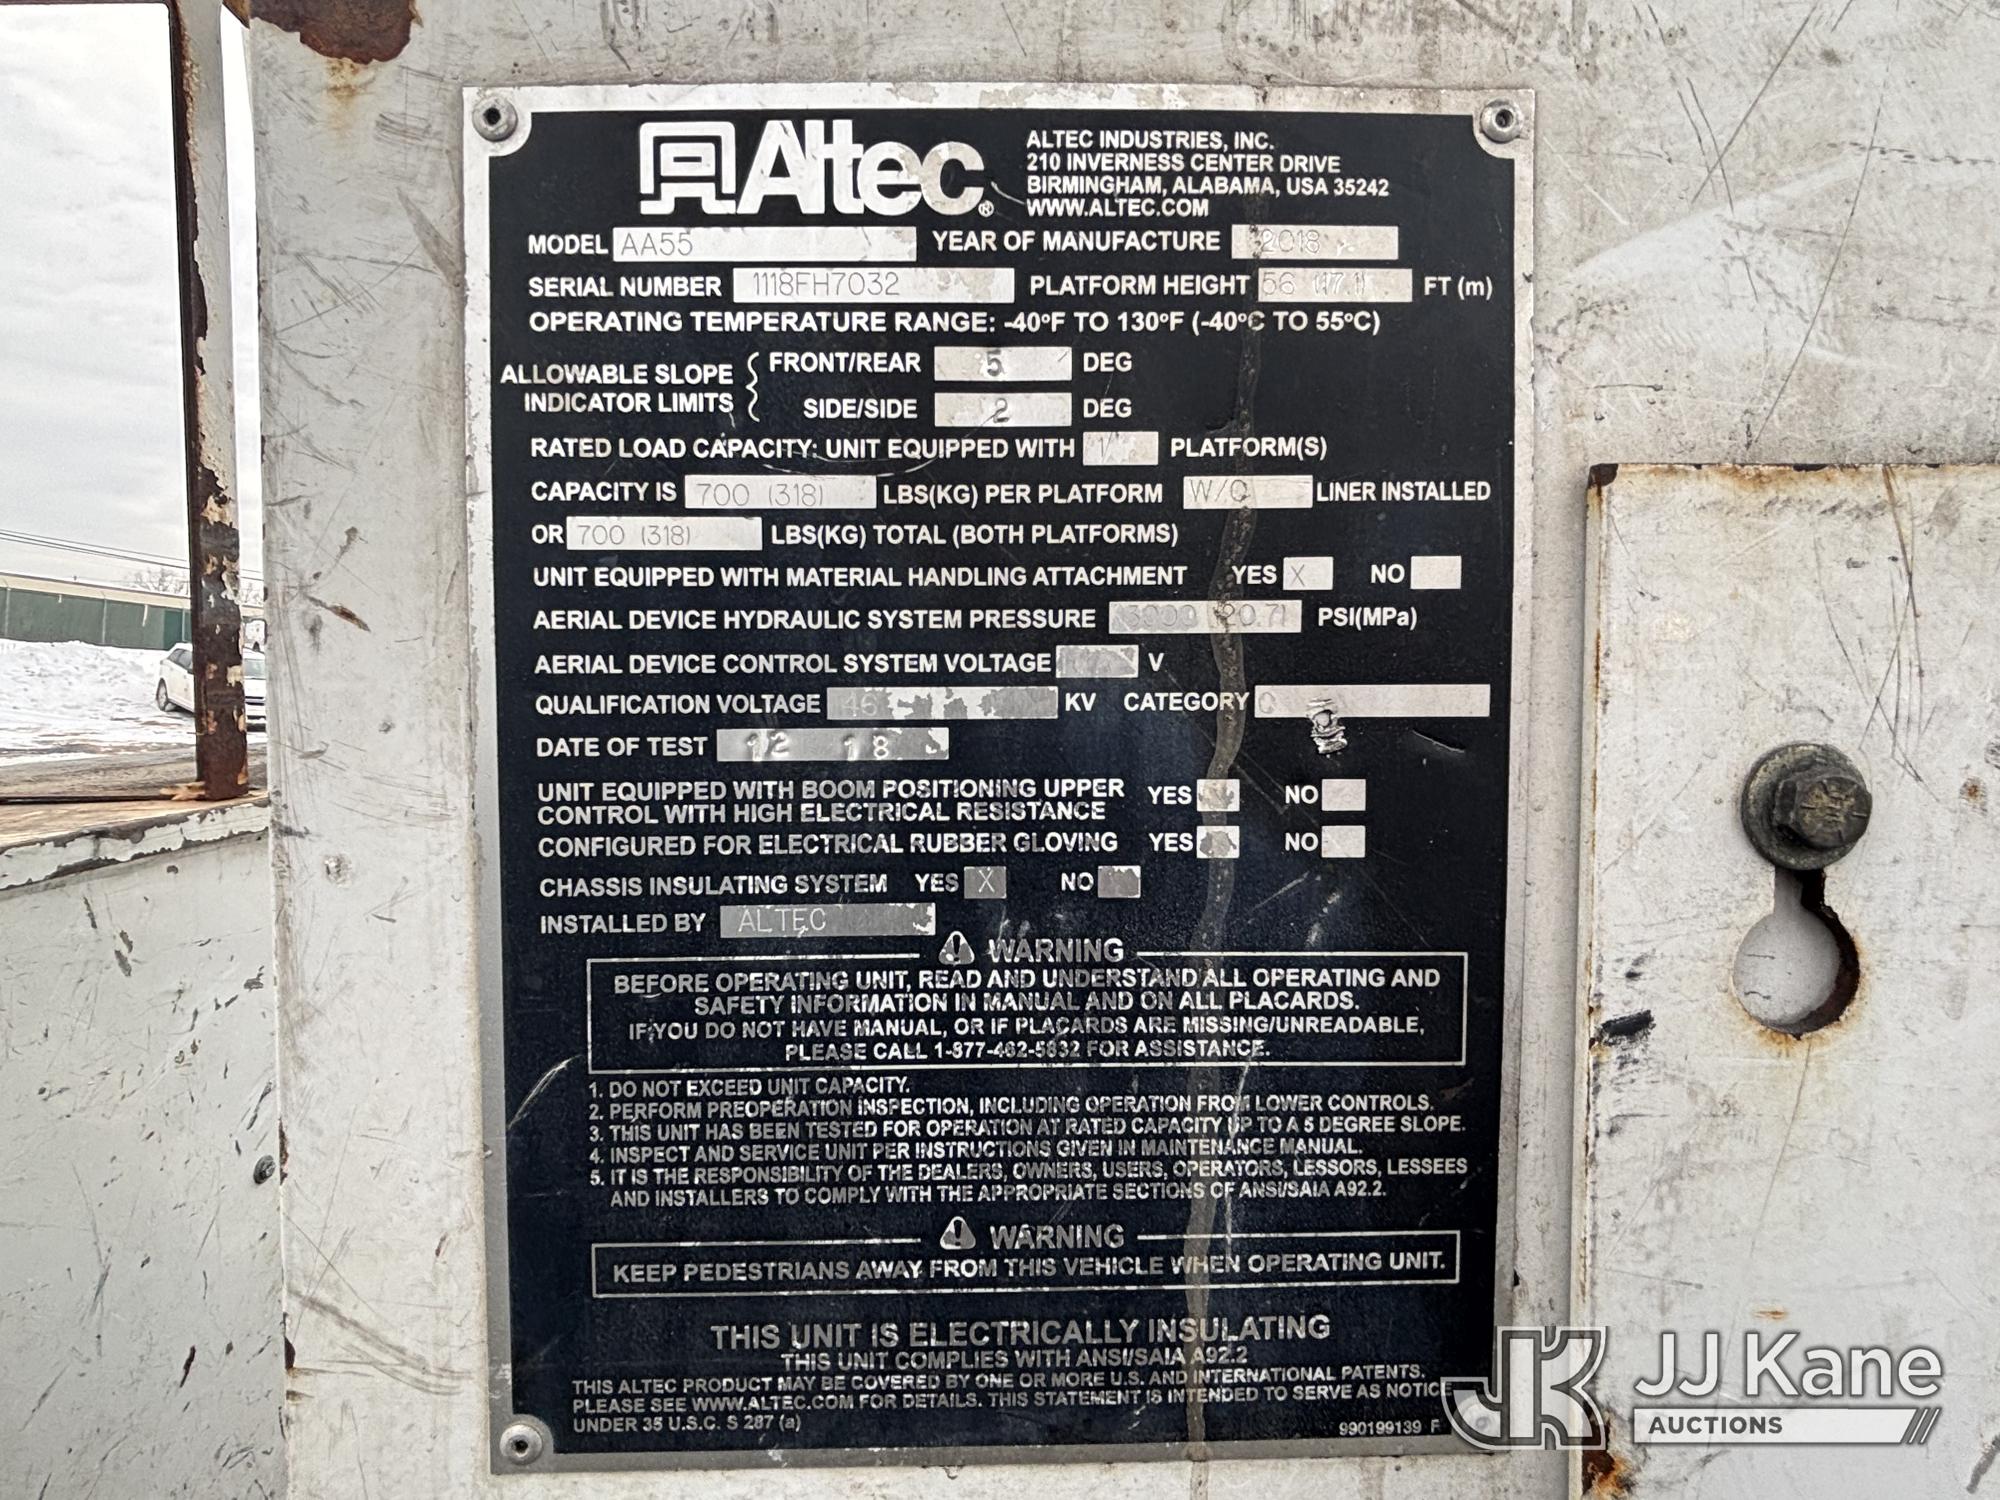 Altec®
ALTEC INDUSTRIES, INC.
210 INVERNESS CENTER DRIVE
BIRMINGHAM, ALABAMA, USA 35242
WWW.ALTEC.COM
MODEL AA55 YEAR OF MANUFACTURE 2018
SERIAL NUMBER 1118FH7032 PLATFORM HEIGHT 56 (17.1) FT (m)
OPERATING TEMPERATURE RANGE: -40ºF TO 130ºF (-40ºC TO 55ºC)
ALLOWABLE SLOPE INDICATOR LIMITS
FRONT/REAR 5 DEG
SIDE/SIDE 2 DEG
RATED LOAD CAPACITY: UNIT EQUIPPED WITH 1 PLATFORM(S)
CAPACITY IS 700 (318) LBS(KG) PER PLATFORM W/O LINER INSTALLED
OR 700 (318) LBS(KG) TOTAL (BOTH PLATFORMS)
UNIT EQUIPPED WITH MATERIAL HANDLING ATTACHMENT YES X NO
AERIAL DEVICE HYDRAULIC SYSTEM PRESSURE 3000 (20.7) PSI(MPa)
AERIAL DEVICE CONTROL SYSTEM VOLTAGE V
QUALIFICATION VOLTAGE 46 KV CATEGORY C
DATE OF TEST 12 18
UNIT EQUIPPED WITH BOOM POSITIONING UPPER
CONTROL WITH HIGH ELECTRICAL RESISTANCE YES NO
CONFIGURED FOR ELECTRICAL RUBBER GLOVING YES NO
CHASSIS INSULATING SYSTEM YES X NO
INSTALLED BY ALTEC
WARNING
BEFORE OPERATING UNIT, READ AND UNDERSTAND ALL OPERATING AND
SAFETY INFORMATION IN MANUAL AND ON ALL PLACARDS.
IF YOU DO NOT HAVE MANUAL, OR IF PLACARDS ARE MISSING/UNREADABLE,
PLEASE CALL 1-877-462-5832 FOR ASSISTANCE.
1. DO NOT EXCEED UNIT CAPACITY.
2. PERFORM PREOPERATION INSPECTION, INCLUDING OPERATION FROM LOWER CONTROLS.
3. THIS UNIT HAS BEEN TESTED FOR OPERATION AT RATED CAPACITY UP TO A 5 DEGREE SLOPE.
4. INSPECT AND SERVICE UNIT PER INSTRUCTIONS GIVEN IN MAINTENANCE MANUAL.
5. IT IS THE RESPONSIBILITY OF THE DEALERS, OWNERS, USERS, OPERATORS, LESSORS, LESSEES
AND INSTALLERS TO COMPLY WITH THE APPROPRIATE SECTIONS OF ANSI/SAIA A92.2.
WARNING
KEEP PEDESTRIANS AWAY FROM THIS VEHICLE WHEN OPERATING UNIT.
THIS UNIT IS ELECTRICALLY INSULATING
THIS UNIT COMPLIES WITH ANSI/SAIA A92.2
THIS ALTEC PRODUCT MAY BE COVERED BY ONE OR MORE U.S. AND INTERNATIONAL PATENTS.
PLEASE SEE WWW.ALTEC.COM FOR DETAILS. THIS STATEMENT IS INTENDED TO SERVE AS NOTICE
UNDER 35 U.S.C. S 287 (a)
990199139 F
JK JJ Kane
AUCTIONS